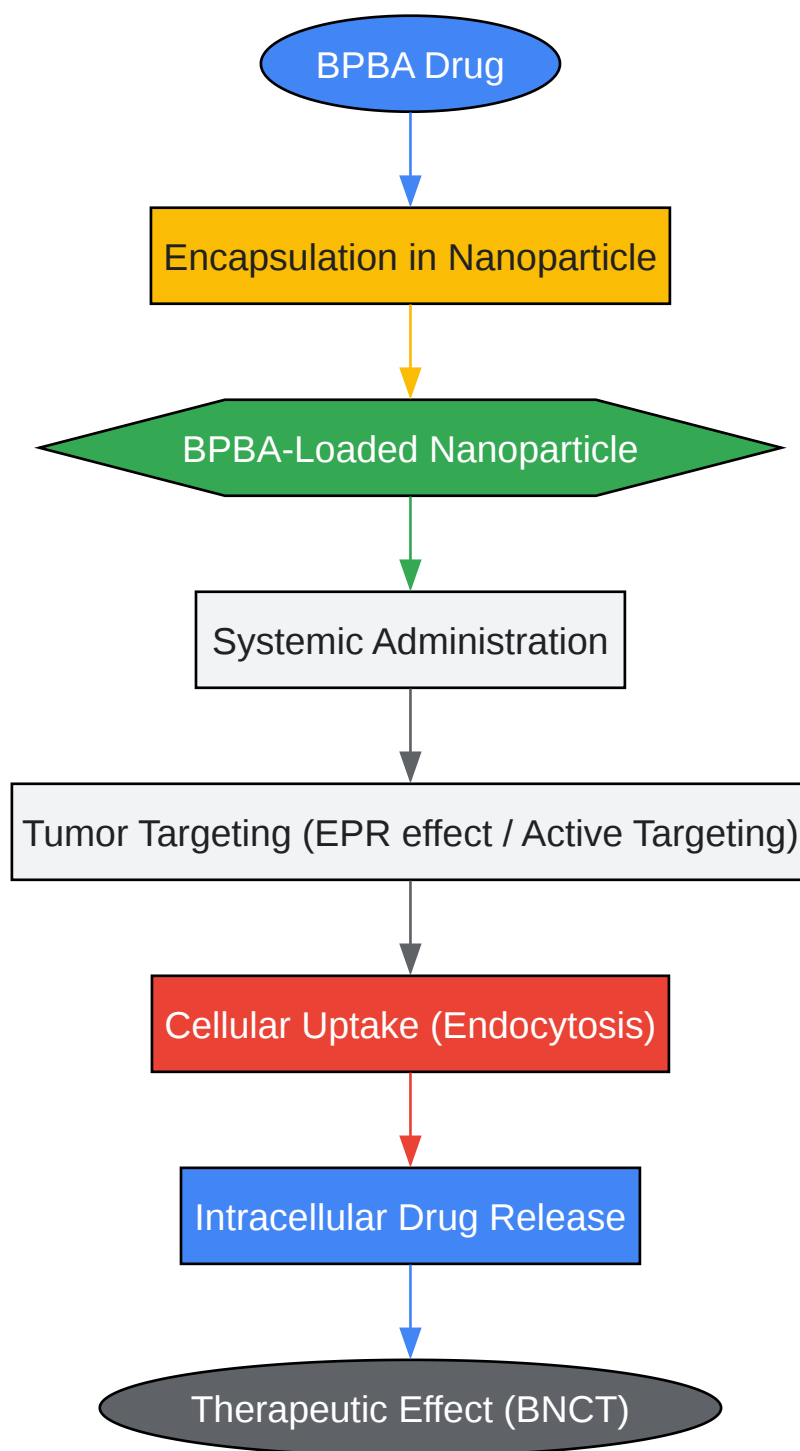 BPBA Drug
Encapsulation in Nanoparticle
BPBA-Loaded Nanoparticle
Systemic Administration
Tumor Targeting (EPR effect / Active Targeting)
Cellular Uptake (Endocytosis)
Intracellular Drug Release
Therapeutic Effect (BNCT)